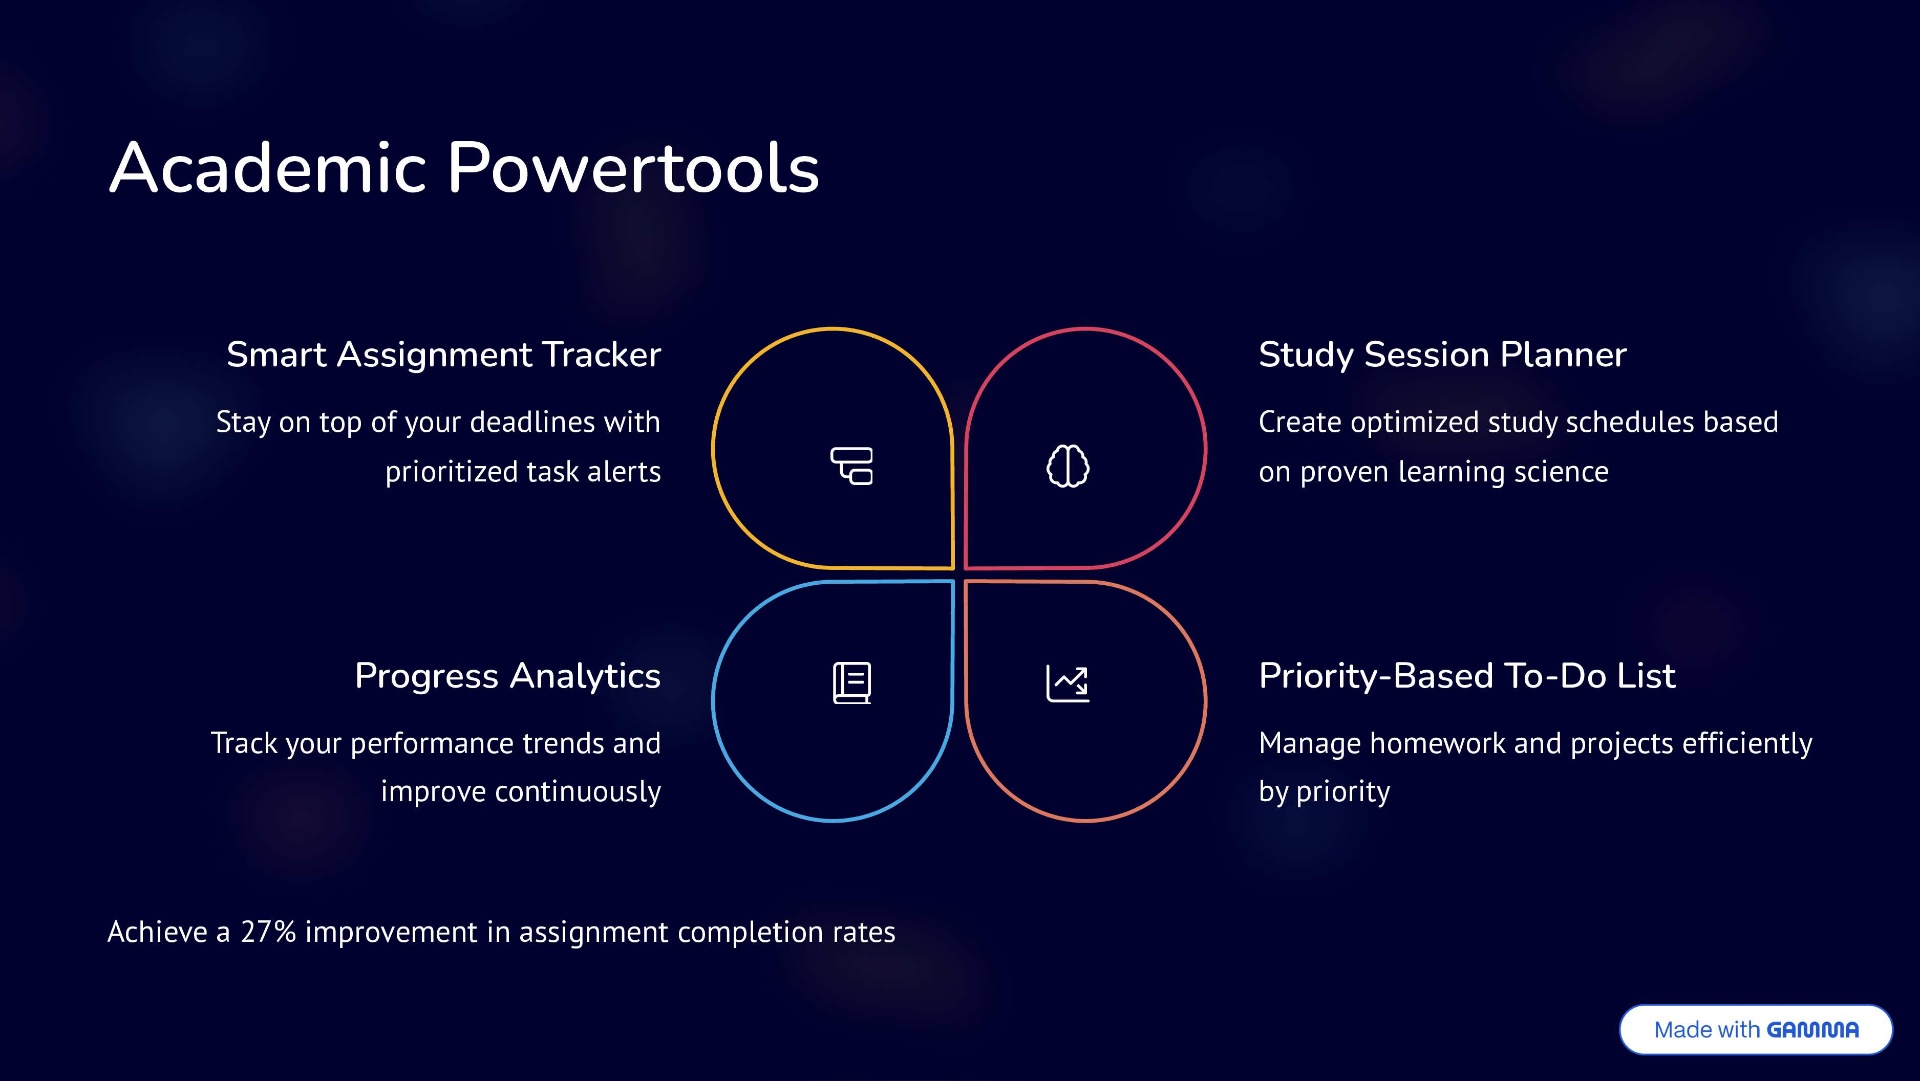 Academic Powertools
Smart Assignment Tracker
Stay on top of your deadlines with
prioritized task alerts
Study Session Planner
Create optimized study schedules based
on proven learning science
Progress Analytics
Track your performance trends and
improve continuously
Priority-Based To-Do List
Manage homework and projects efficiently
by priority
Achieve a 27% improvement in assignment completion rates
Made with GAMMA